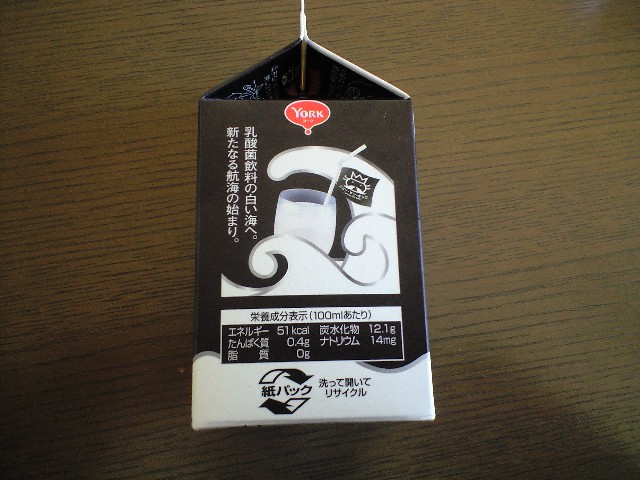 YORK
ヨーク
乳酸菌飲料の白い海へ。
新たなる航海の始まり。
栄養成分表示(100mlあたり)
エネルギー 51kcal 炭水化物 12.1g
たんぱく質 0.4g ナトリウム 14mg
脂質 0g
紙パック
洗って開いて
リサイクル